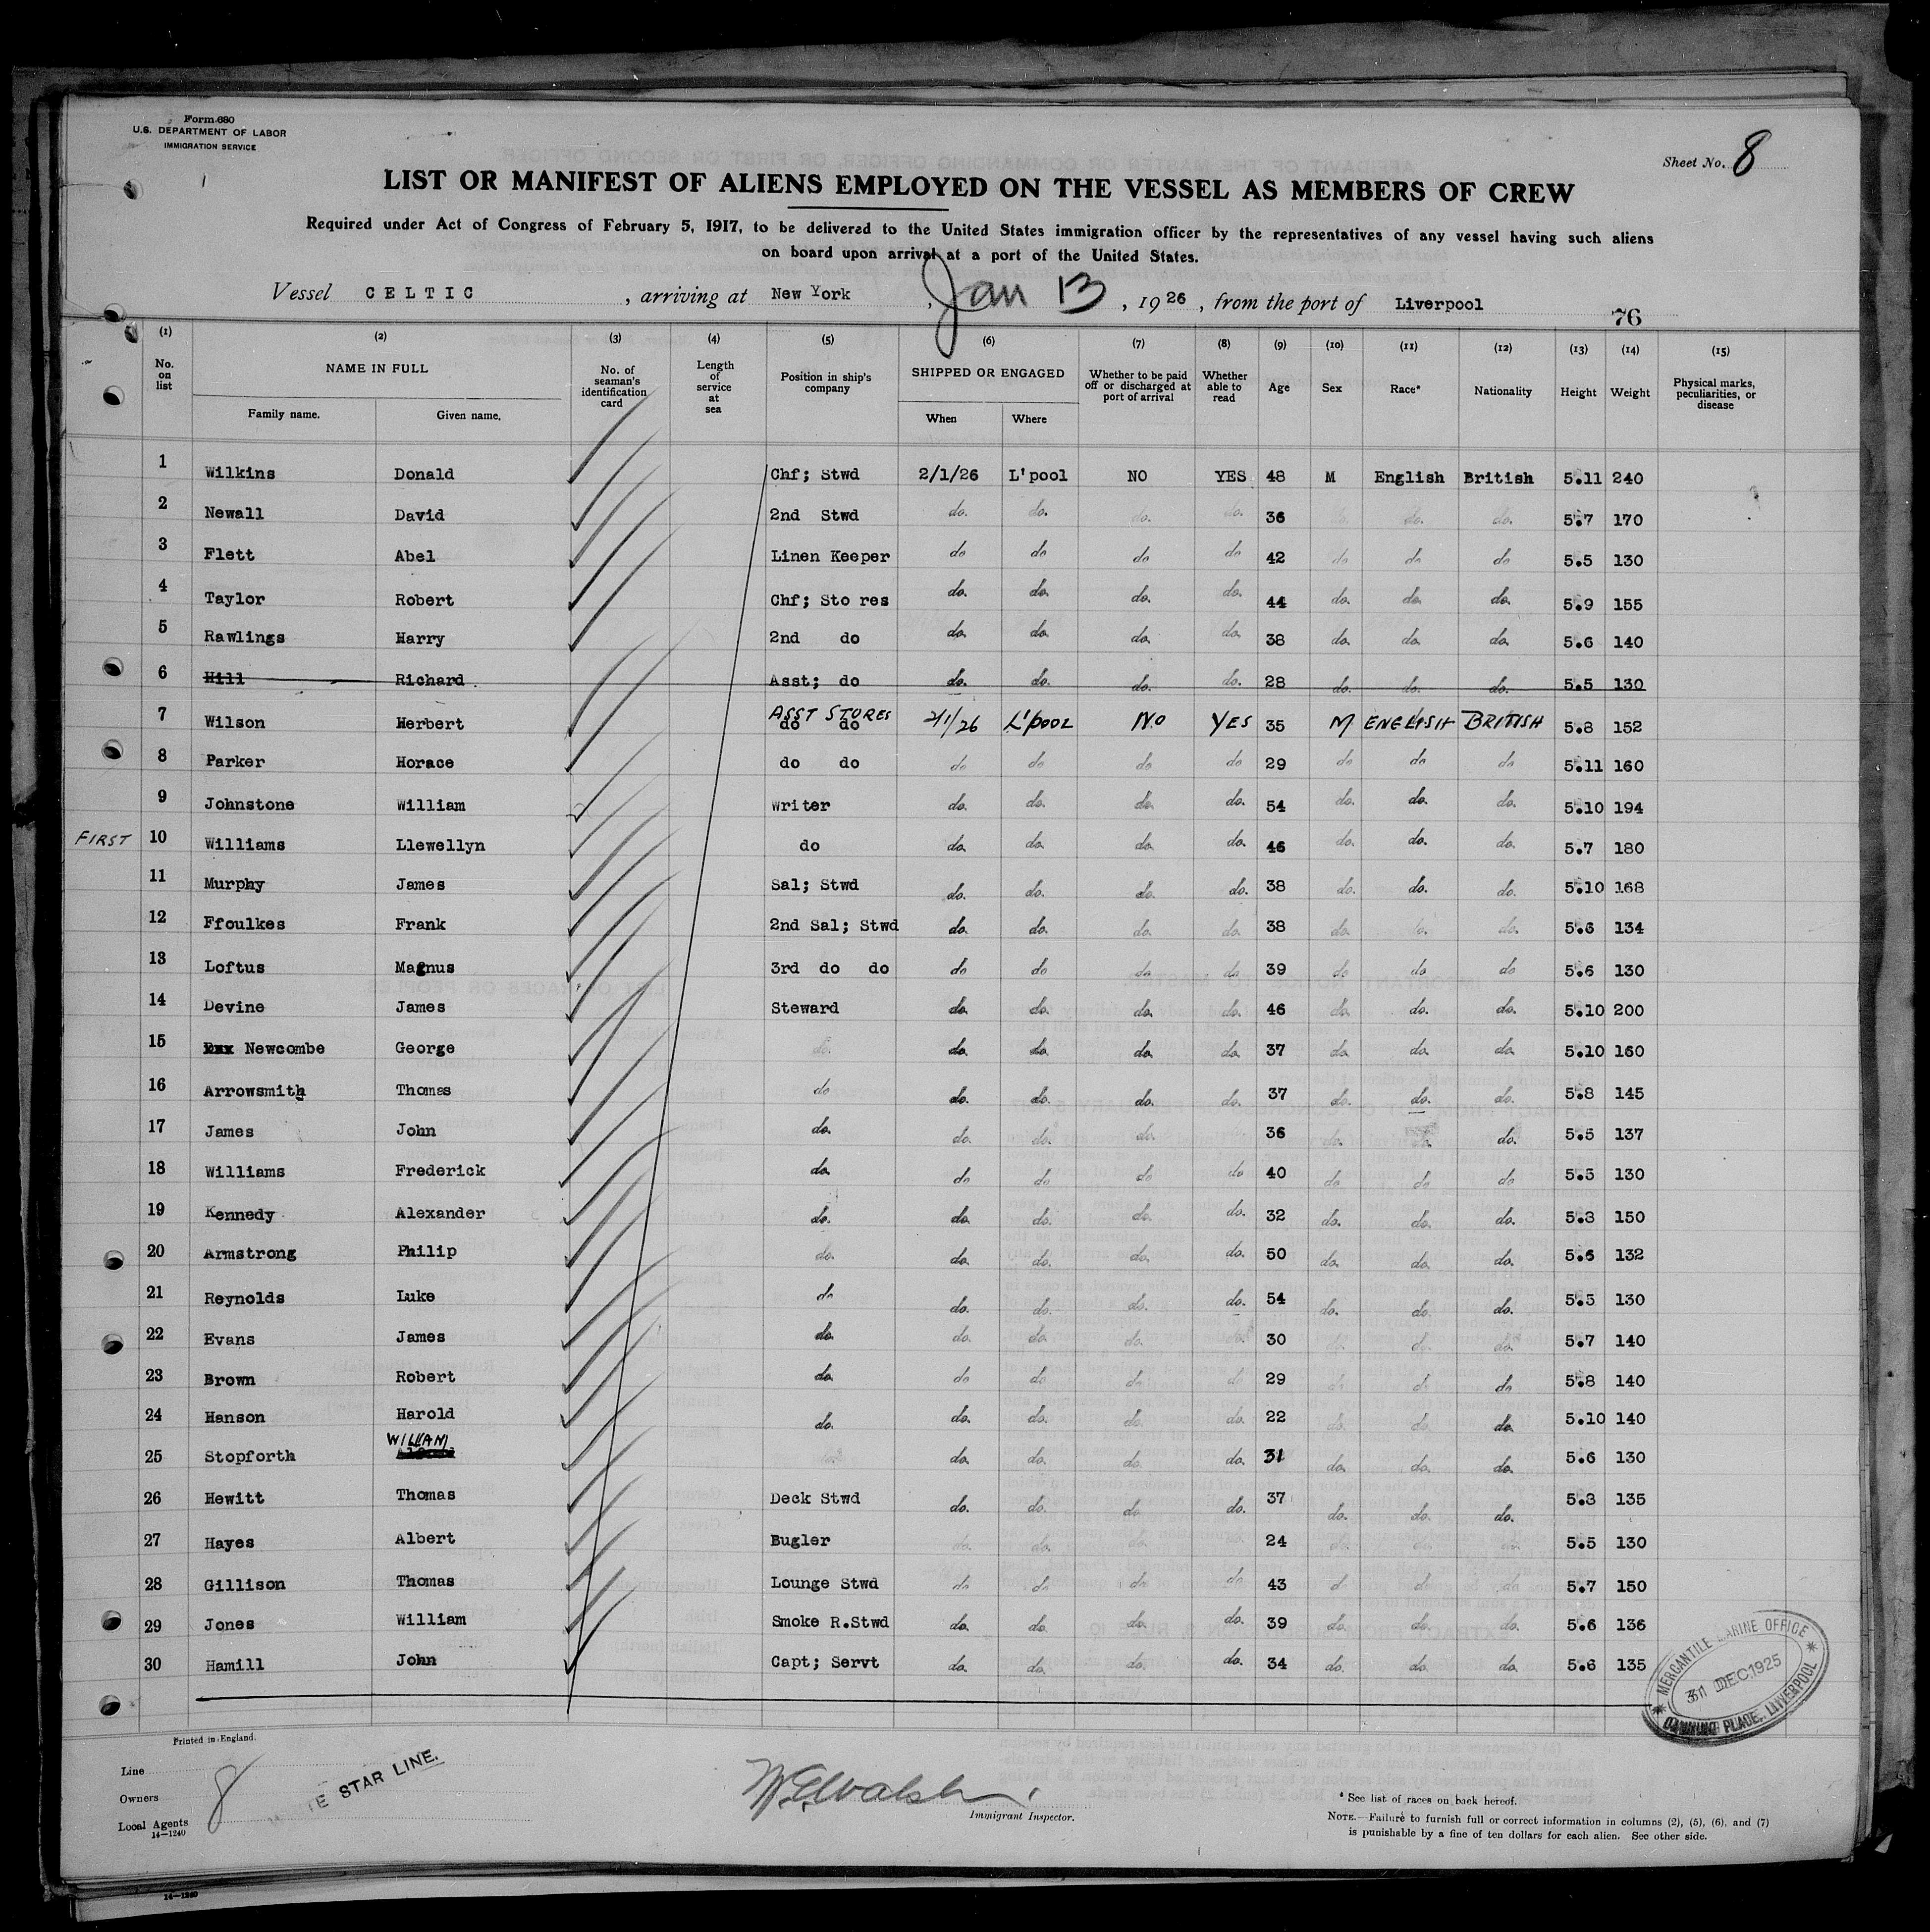 Form 680
U.S. DEPARTMENT OF LABOR
IMMIGRATION SERVICE
Sheet No. 8
LIST OR MANIFEST OF ALIENS EMPLOYED ON THE VESSEL AS MEMBERS OF CREW
Required under Act of Congress of February 5, 1917, to be delivered to the United States immigration officer by the representatives of any vessel having such aliens
on board upon arrival at a port of the United States.
Vessel CELTIC, arriving at New York, Jan 13, 1926, from the port of Liverpool
76
(1) (2) (3) (4) (5) (6) (7) (8) (9) (10) (11) (12) (13) (14) (15)
No. on list NAME IN FULL Family name. Given name. No. of seaman's identification card Length of service at sea Position in ship's company SHIPPED OR ENGAGED When Where Whether to be paid off or discharged at port of arrival Whether able to read Age Sex Race* Nationality Height Weight Physical marks, peculiarities, or disease
1 Wilkins Donald Chf; Stwd 2/1/26 L'pool NO YES 48 M English British 5.11 240
2 Newall David 2nd Stwd do. do. do. do. 36 do. do. do. 5.7 170
3 Flett Abel Linen Keeper do do do do 42 do do do 5.5 130
4 Taylor Robert Chf; Sto res do. do. do. do. 44 do. do. do. 5.9 155
5 Rawlings Harry 2nd do do. do. do. do. 38 do. do. do. 5.6 140
6 Hill Richard Asst; do do. do. do. do. 28 do. do. do. 5.5 130
7 Wilson Herbert ASST STORES do do 2/1/26 L'POOL NO YES 35 M ENGLISH BRITISH 5.8 152
8 Parker Horace do do do do do do 29 do do do 5.11 160
9 Johnstone William Writer do. do. do. do. 54 do. do. do. 5.10 194
FIRST 10 Williams Llewellyn do do. do. do. do. 46 do. do. do. 5.7 180
11 Murphy James Sal; Stwd do. do. do. do. 38 do. do. do. 5.10 168
12 Ffoulkes Frank 2nd Sal; Stwd do. do. do. do. 38 do. do. do. 5.6 134
13 Loftus Magnus 3rd do do do do do do 39 do do do 5.6 130
14 Devine James Steward do. do. do. do. 46 do. do. do. 5.10 200
15 Newcombe George do. do. do. do. do. 37 do. do. do. 5.10 160
16 Arrowsmith Thomas do do. do. do. do. 37 do. do. do. 5.8 145
17 James John do. do. do. do. 36 do. do. 5.5 137
18 Williams Frederick do. do do do do 40 do do do 5.5 130
19 Kennedy Alexander do. do. do. do. do. 32 do. do. do. 5.8 150
20 Armstrong Philip do. do. do. do. do. 50 do. do. do. 5.6 132
21 Reynolds Luke do do. do. do. do. 54 do. do. do. 5.5 130
22 Evans James do. do. do. do. do. 30 do. do. do. 5.7 140
23 Brown Robert do. do do do do 29 do do do 5.8 140
24 Hanson Harold do. do. do. do. do. 22 do. do. do. 5.10 140
25 Stopforth WILLIAM do. do. do. do. do. 31 do. do. do. 5.6 130
26 Hewitt Thomas Deck Stwd do. do. do. do. 37 do. do. do. 5.8 135
27 Hayes Albert Bugler do. do. do. do. 24 do. do. do. 5.5 130
28 Gillison Thomas Lounge Stwd do do do do 43 do do do 5.7 150
29 Jones William Smoke R.Stwd do. do. do. do. 39 do. do. do. 5.6 136
30 Hamill John Capt; Servt do. do. do. do. 34 do. do. do. 5.6 135
MERCANTILE MARINE OFFICE
31 DEC 1925
CANNING PLACE, LIVERPOOL
Printed in England.
Line
Owners 8 STAR LINE.
Local Agents
14—1240
W. E. Walsh
Immigrant Inspector.
* See list of races on back hereof.
NOTE.—Failure to furnish full or correct information in columns (2), (5), (6), and (7)
is punishable by a fine of ten dollars for each alien. See other side.
14—1240